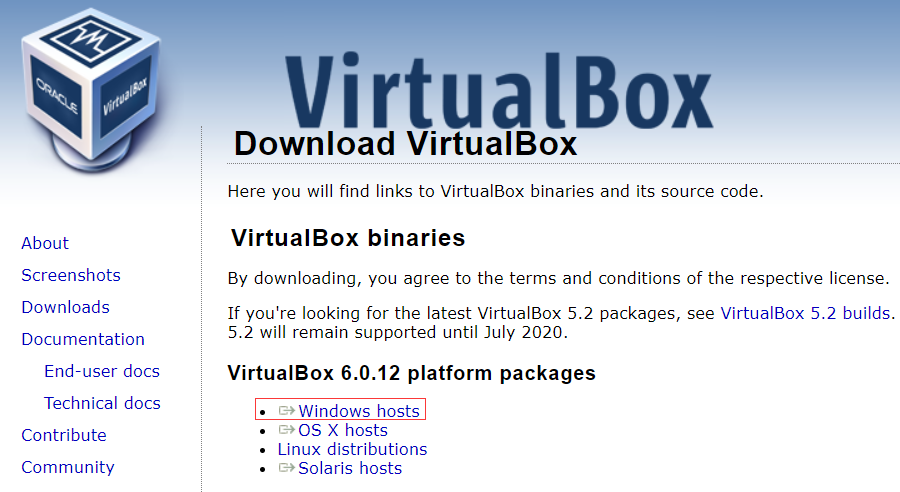 ORACLE
VirtualBox
VirtualBox
Download VirtualBox
Here you will find links to VirtualBox binaries and its source code.
About
Screenshots
Downloads
Documentation
End-user docs
Technical docs
Contribute
Community
VirtualBox binaries
By downloading, you agree to the terms and conditions of the respective license.
If you're looking for the latest VirtualBox 5.2 packages, see VirtualBox 5.2 builds.
5.2 will remain supported until July 2020.
VirtualBox 6.0.12 platform packages
Windows hosts
OS X hosts
Linux distributions
Solaris hosts